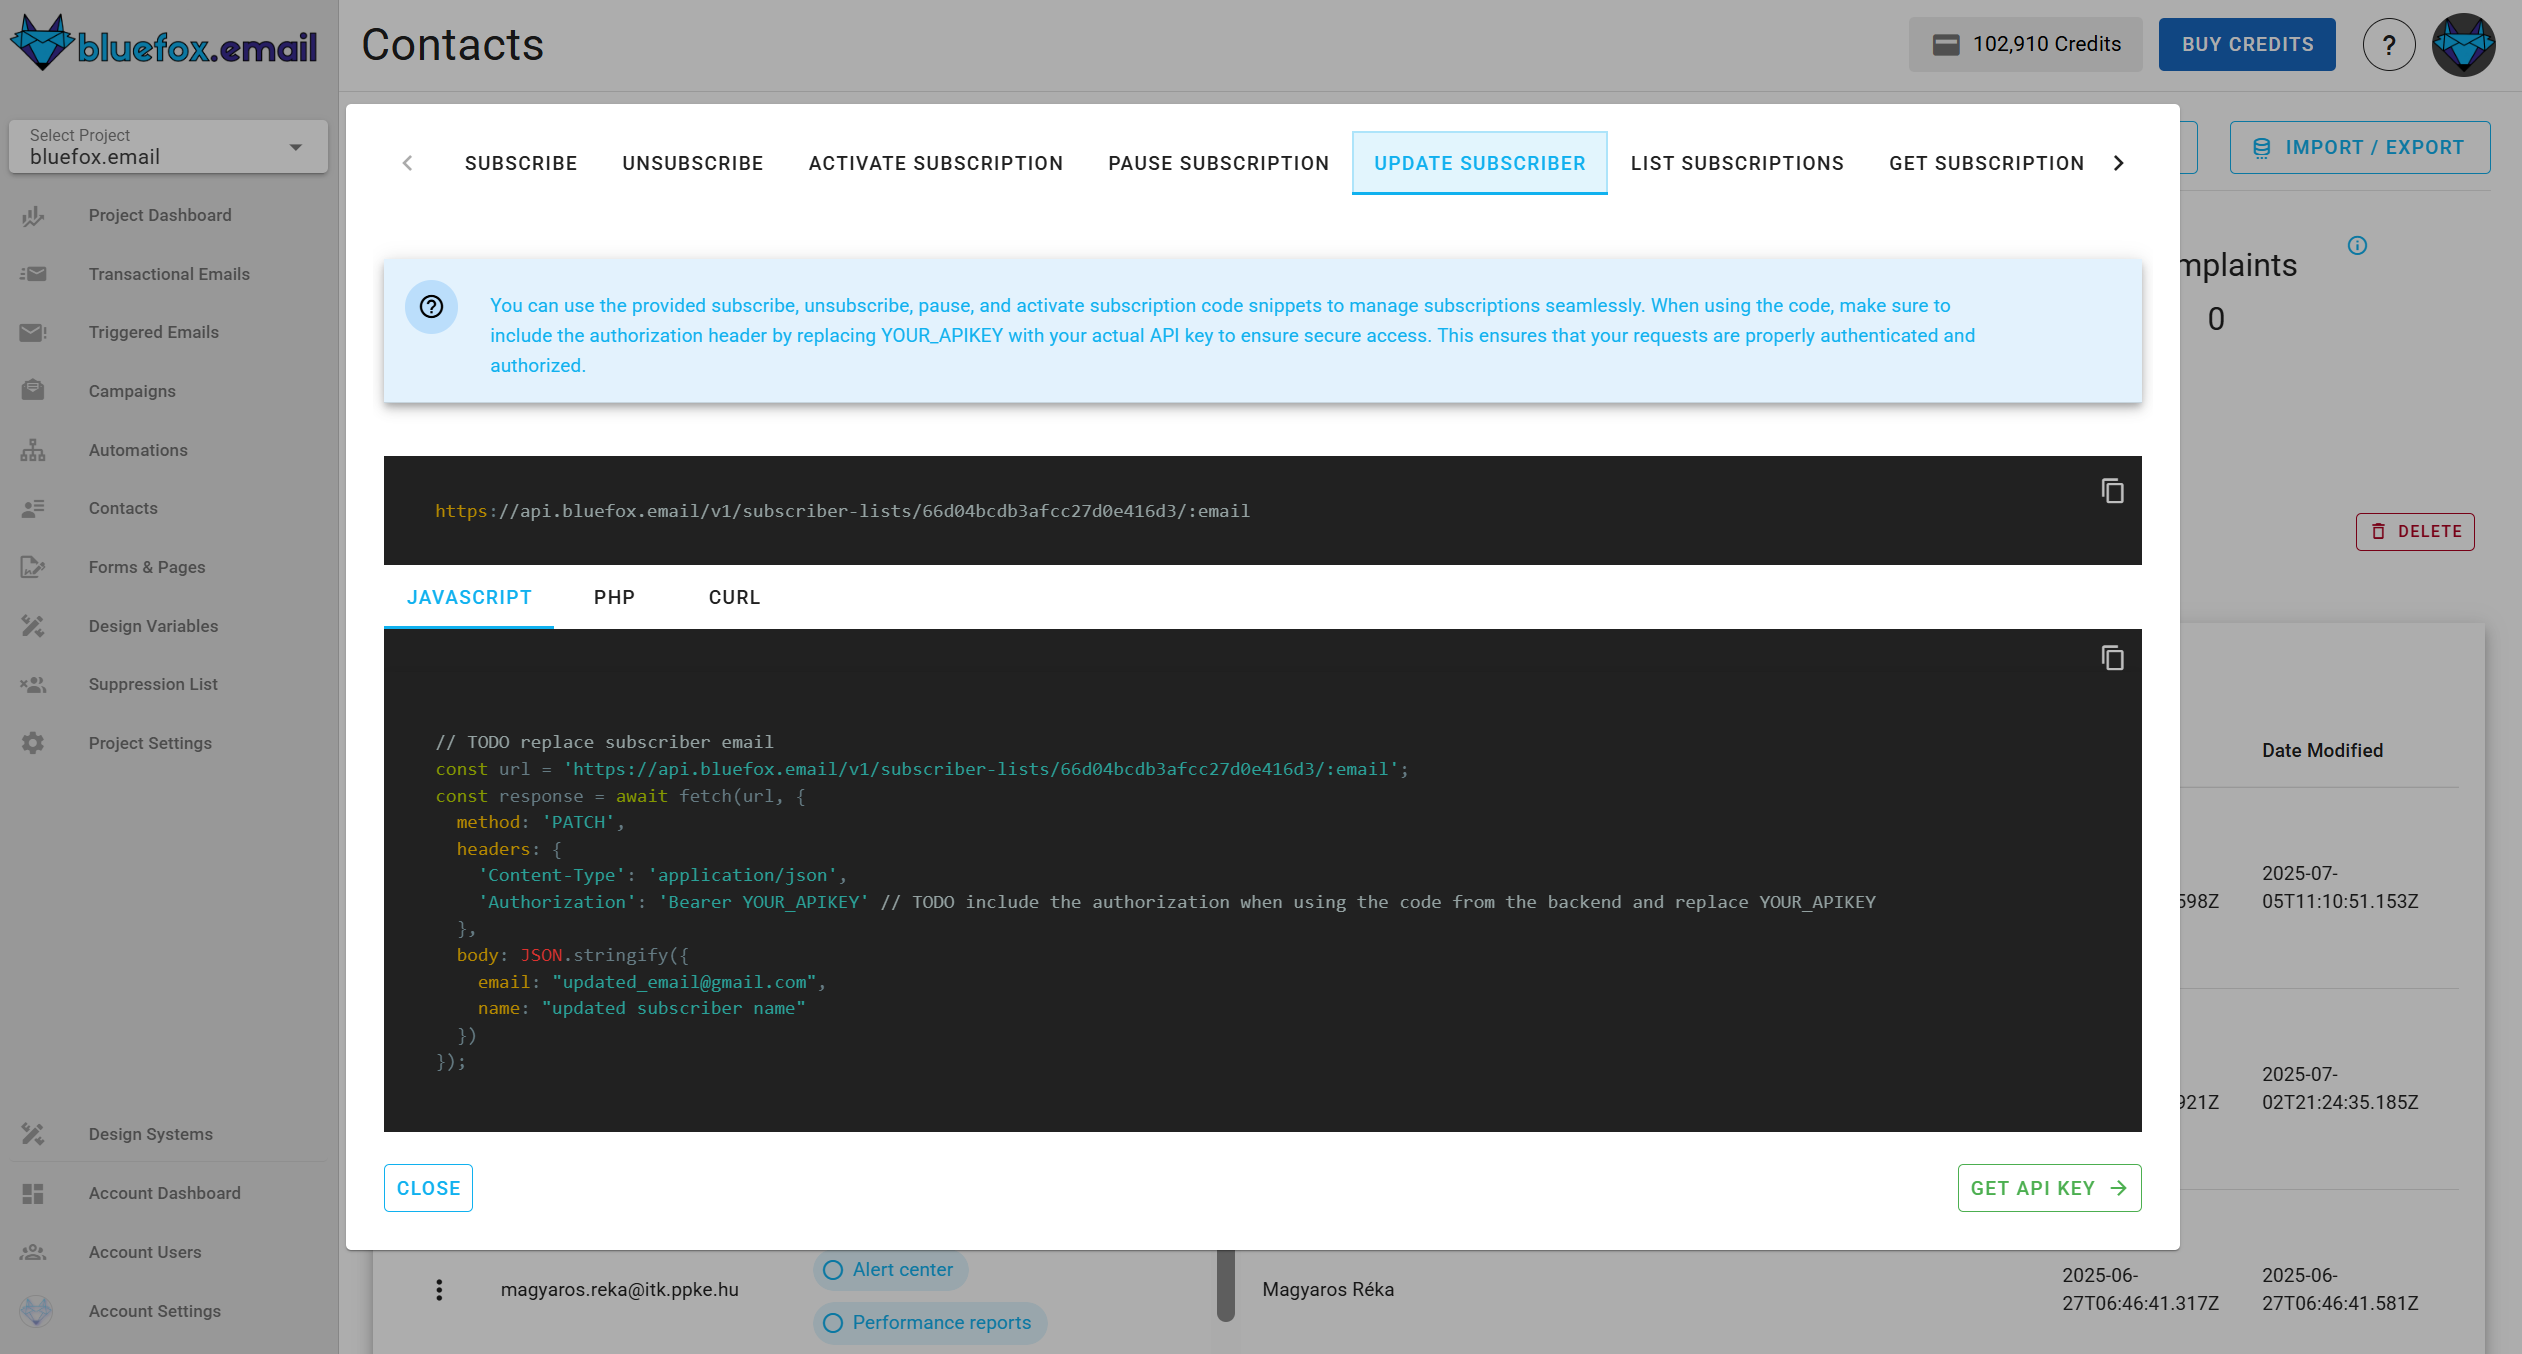 bluefox.email
Contacts
102,910 Credits
BUY CREDITS
?
Select Project
bluefox.email
Project Dashboard
Transactional Emails
Triggered Emails
Campaigns
Automations
Contacts
Forms & Pages
Design Variables
Suppression List
Project Settings
Design Systems
Account Dashboard
Account Users
Account Settings
IMPORT / EXPORT
SUBSCRIBE
UNSUBSCRIBE
ACTIVATE SUBSCRIPTION
PAUSE SUBSCRIPTION
UPDATE SUBSCRIBER
LIST SUBSCRIPTIONS
GET SUBSCRIPTION
You can use the provided subscribe, unsubscribe, pause, and activate subscription code snippets to manage subscriptions seamlessly. When using the code, make sure to
include the authorization header by replacing YOUR_APIKEY with your actual API key to ensure secure access. This ensures that your requests are properly authenticated and
authorized.
https://api.bluefox.email/v1/subscriber-lists/66d04bcdb3afcc27d0e416d3/:email
JAVASCRIPT
PHP
CURL
// TODO replace subscriber email
const url = 'https://api.bluefox.email/v1/subscriber-lists/66d04bcdb3afcc27d0e416d3/:email';
const response = await fetch(url, {
method: 'PATCH',
headers: {
'Content-Type': 'application/json',
'Authorization': 'Bearer YOUR_APIKEY' // TODO include the authorization when using the code from the backend and replace YOUR_APIKEY
},
body: JSON.stringify({
email: "updated_email@gmail.com",
name: "updated subscriber name"
})
});
CLOSE
GET API KEY
mplaints
0
DELETE
Date Modified
598Z
2025-07-
05T11:10:51.153Z
921Z
2025-07-
02T21:24:35.185Z
magyaros.reka@itk.ppke.hu
Alert center
Performance reports
Magyaros Réka
2025-06-
27T06:46:41.317Z
2025-06-
27T06:46:41.581Z